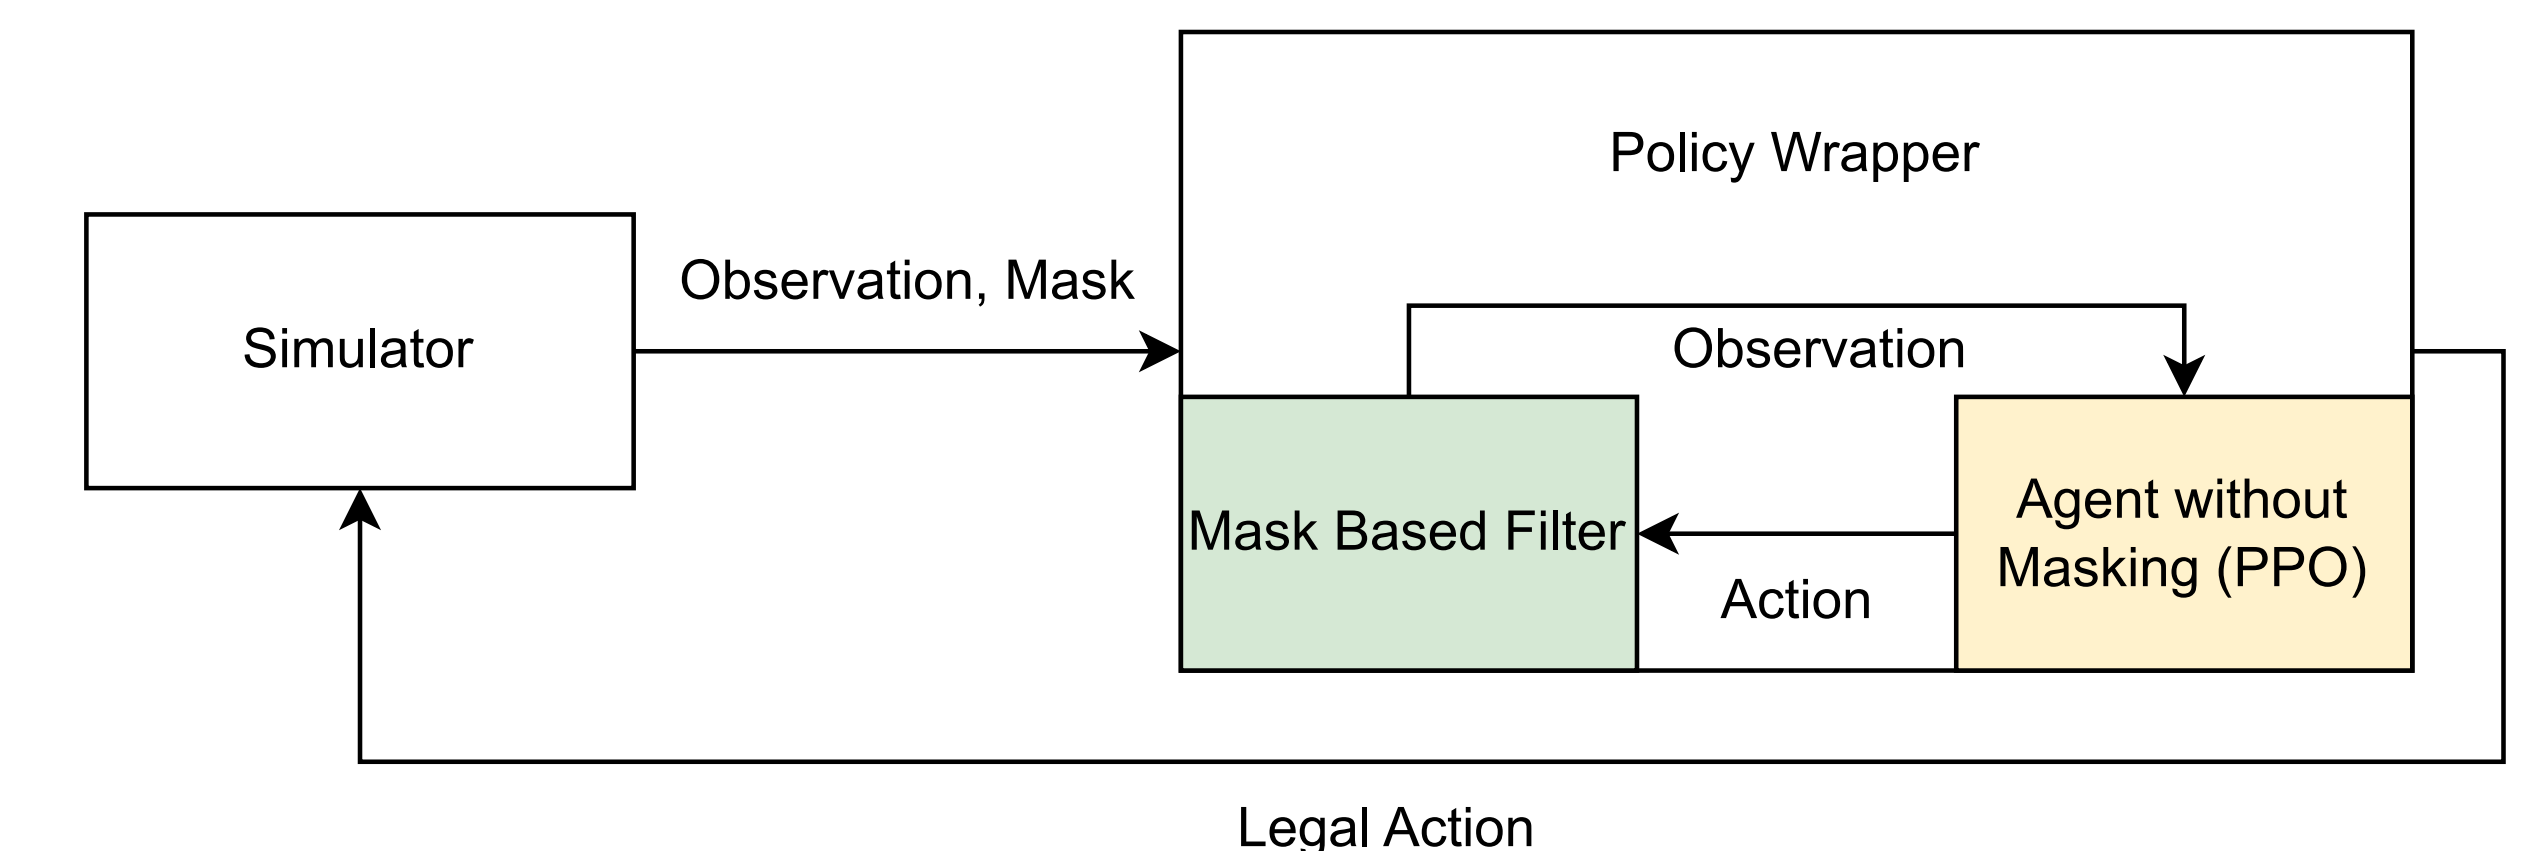 Policy Wrapper
Observation, Mask
Simulator
Observation
Mask Based Filter
Agent without
Masking (PPO)
Action
Legal Action